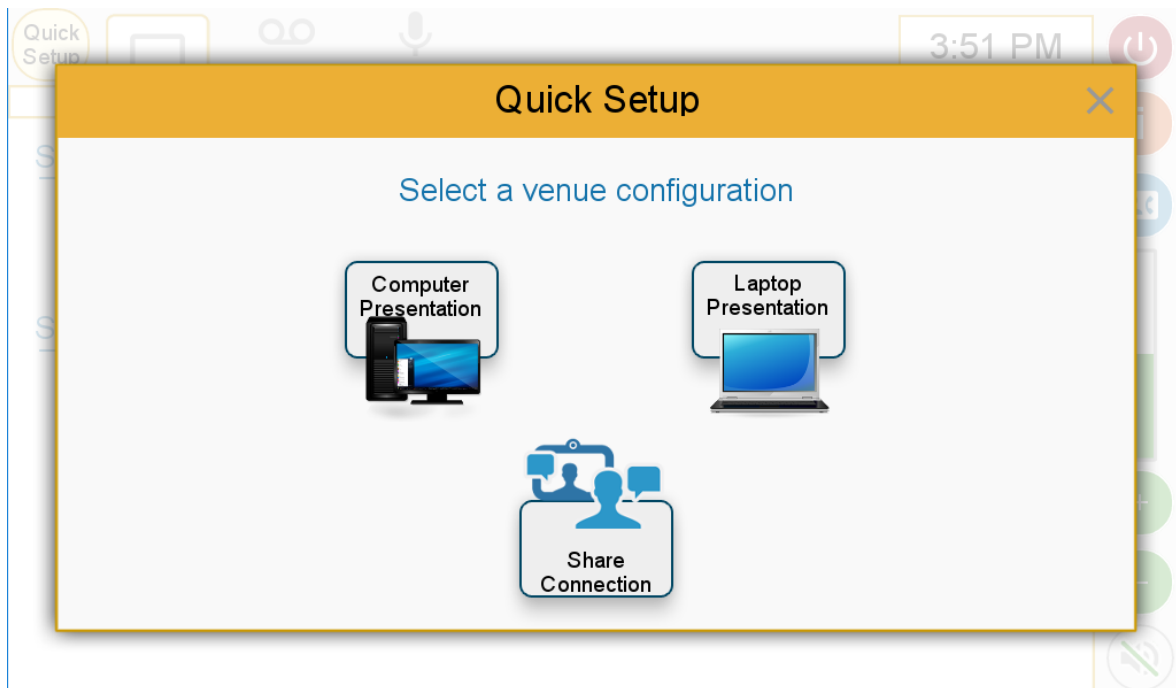 Quick
Setup
3:51 PM
Quick Setup
Select a venue configuration
Computer
Presentation
Laptop
Presentation
Share
Connection